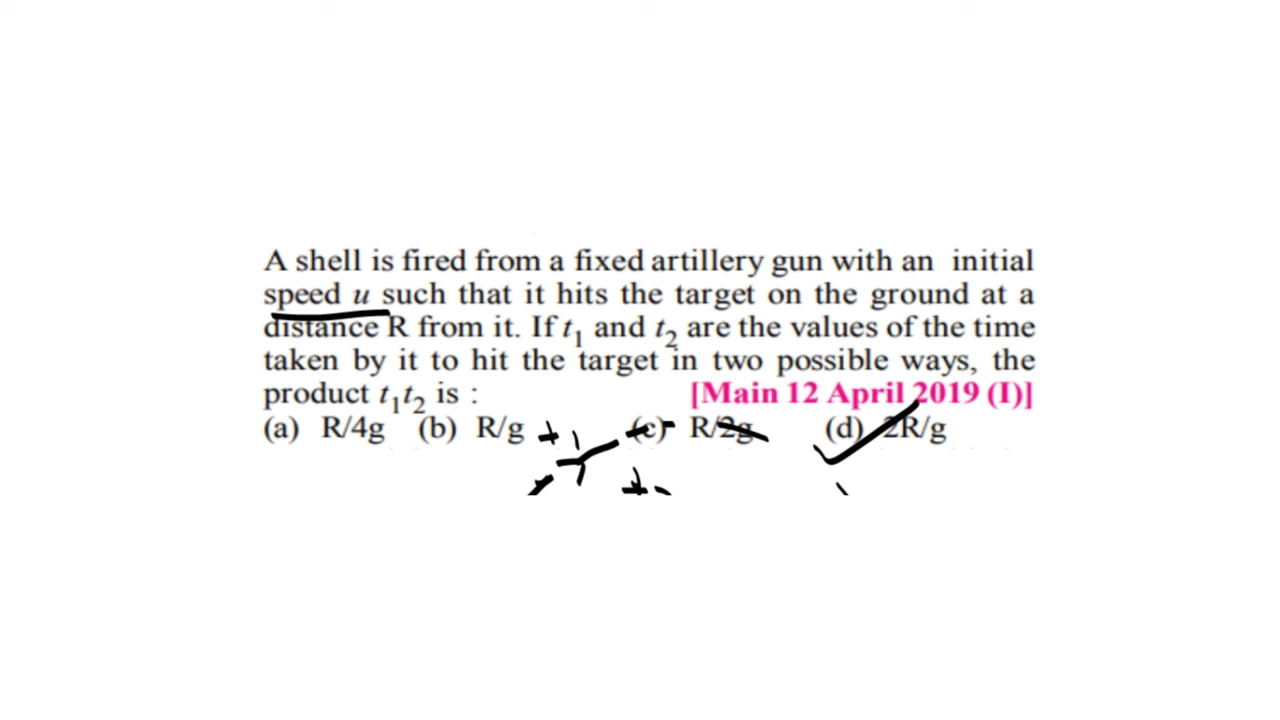 A shell is fired from a fixed artillery gun with an initial
speed u such that it hits the target on the ground at a
distance R from it. If t₁ and t₂ are the values of the time
taken by it to hit the target in two possible ways, the
product t₁t₂ is : [Main 12 April 2019 (I)]
(a) R/4g (b) R/g (c) R/2g (d) 2R/g